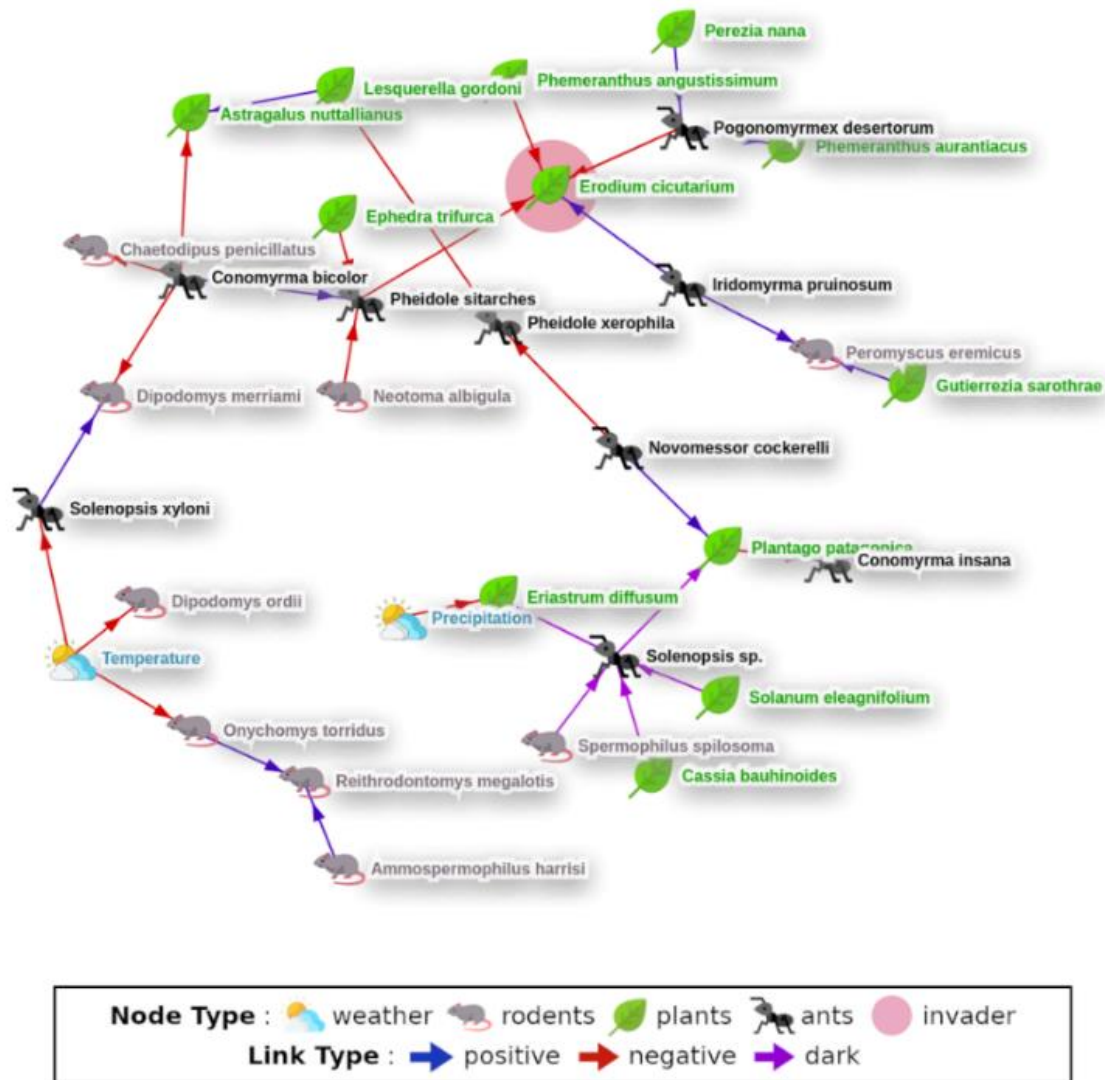 Perezia nana
Lesquerella gordoni
Phemeranthus angustissimum
Astragalus nuttallianus
Pogonomyrmex desertorum
Phemeranthus aurantiacus
Erodium cicutarium
Ephedra trifurca
Chaetodipus penicillatus
Conomyrma bicolor
Iridomyrma pruinosum
Pheidole sitarches
Pheidole xerophila
Peromyscus eremicus
Gutierrezia sarothrae
Dipodomys merriami
Neotoma albigula
Novomessor cockerelli
Solenopsis xyloni
Plantago patagonica
Conomyrma insana
Dipodomys ordii
Eriastrum diffusum
Precipitation
Temperature
Solenopsis sp.
Solanum eleagnifolium
Onychomys torridus
Spermophilus spilosoma
Cassia bauhinoides
Reithrodontomys megalotis
Ammospermophilus harrisi
Node Type : weather rodents plants ants invader
Link Type : positive negative dark